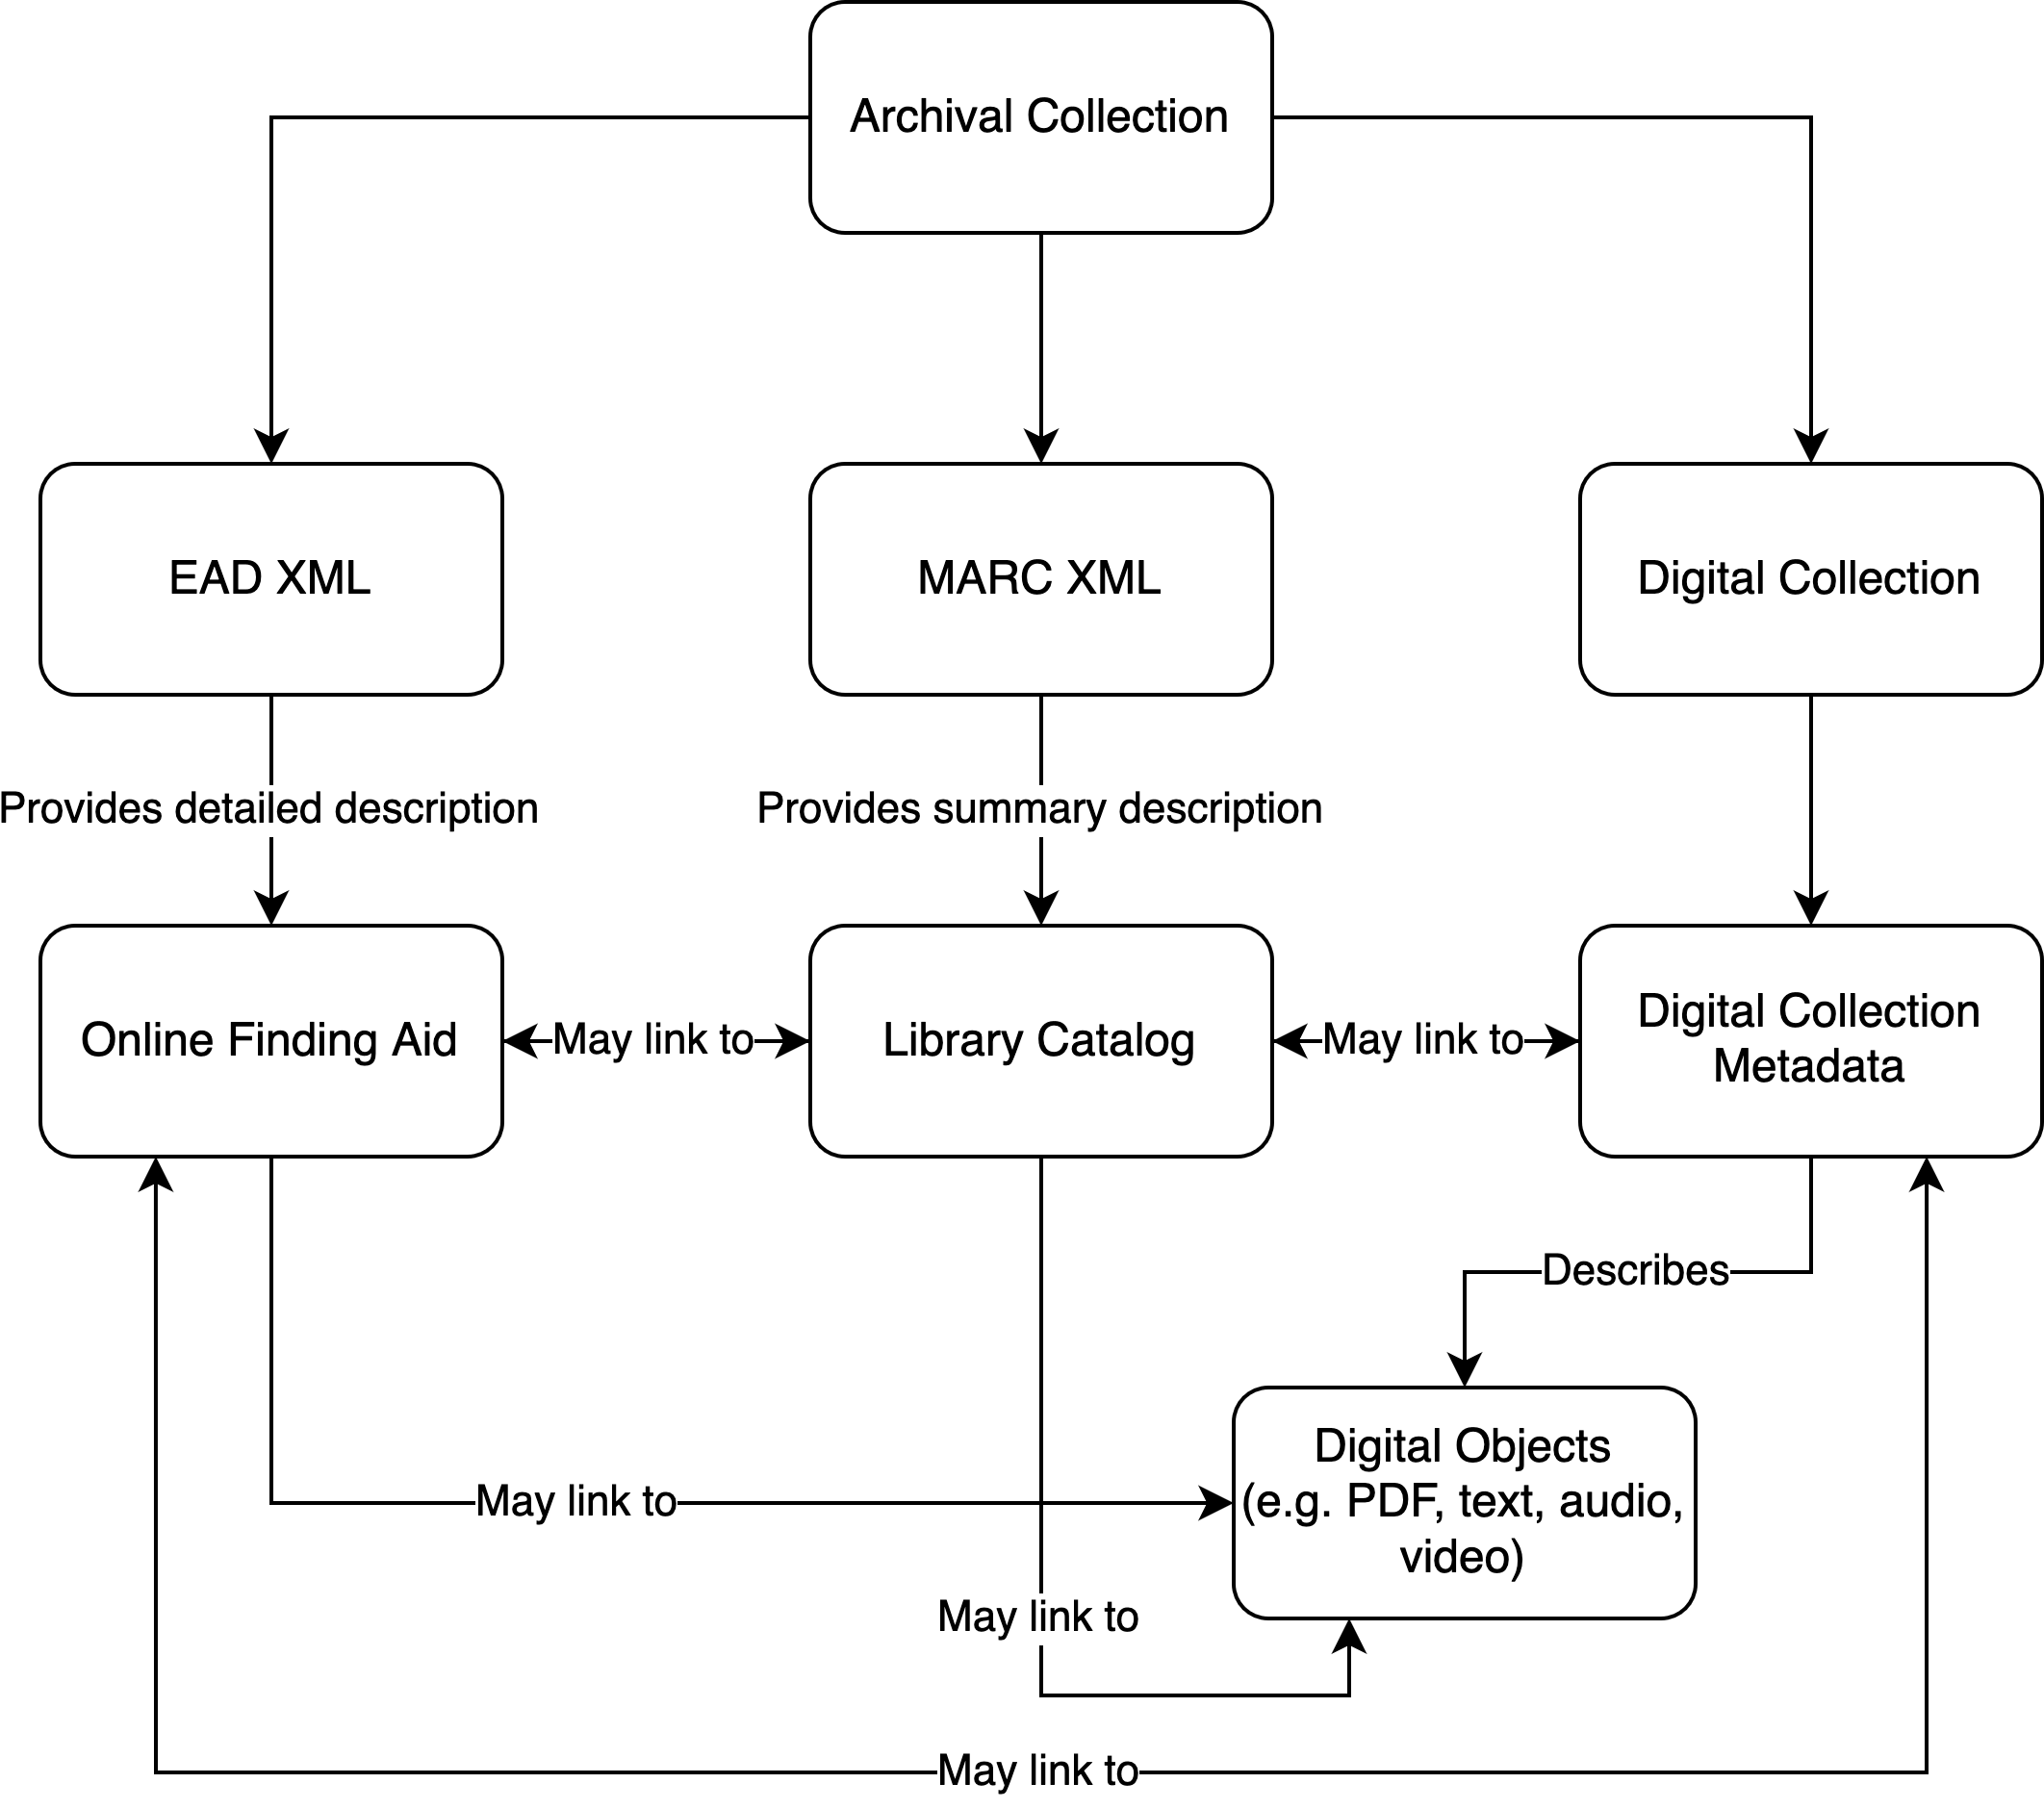 Archival Collection
EAD XML
MARC XML
Digital Collection
Provides detailed description
Provides summary description
Online Finding Aid
May link to
Library Catalog
May link to
Digital Collection
Metadata
Describes
Digital Objects
(e.g. PDF, text, audio,
video)
May link to
May link to
May link to